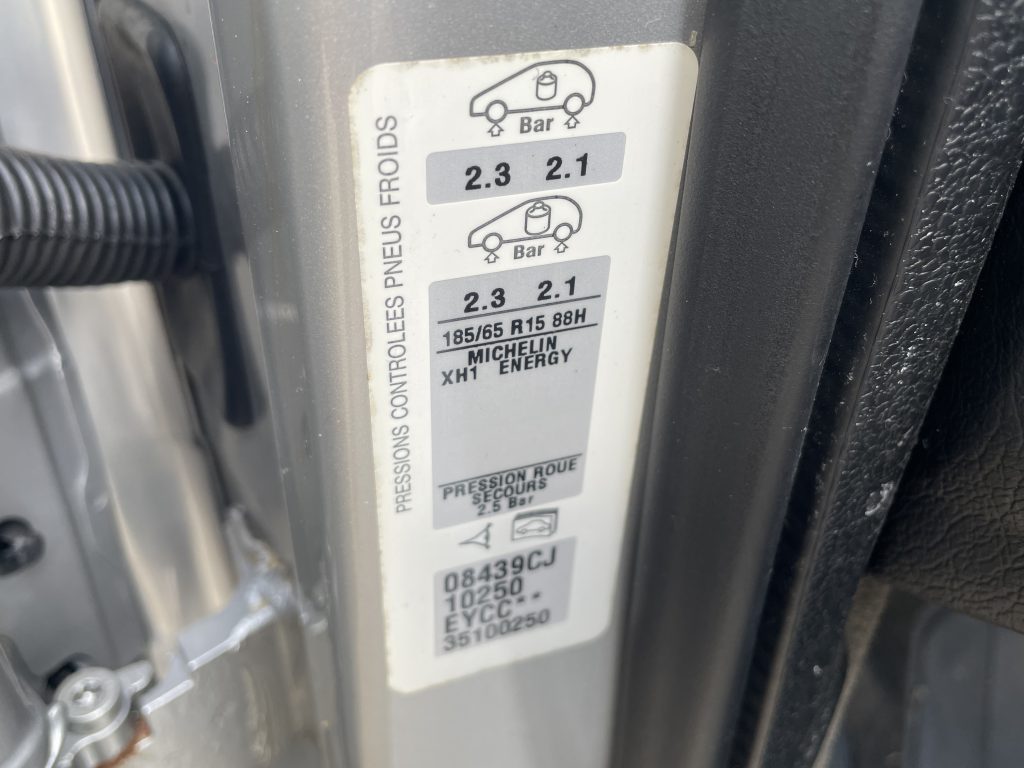 PRESSIONS CONTROLEES PNEUS FROIDS
Bar
2.3 2.1
Bar
2.3 2.1
185/65 R15 88H
MICHELIN
XH1 ENERGY
PRESSION ROUE
SECOURS
2.5 Bar
08439CJ
10250
EYCC**
35100250